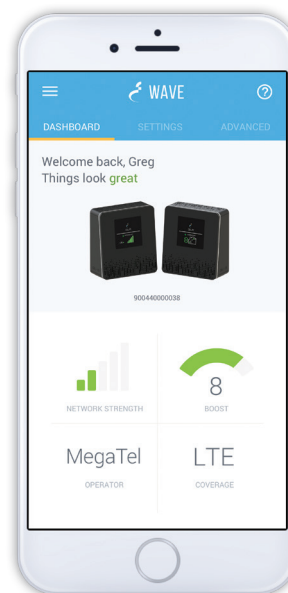 WAVE
DASHBOARD SETTINGS ADVANCED
Welcome back, Greg
Things look great
900440000038
8
NETWORK STRENGTH BOOST
MegaTel LTE
OPERATOR COVERAGE